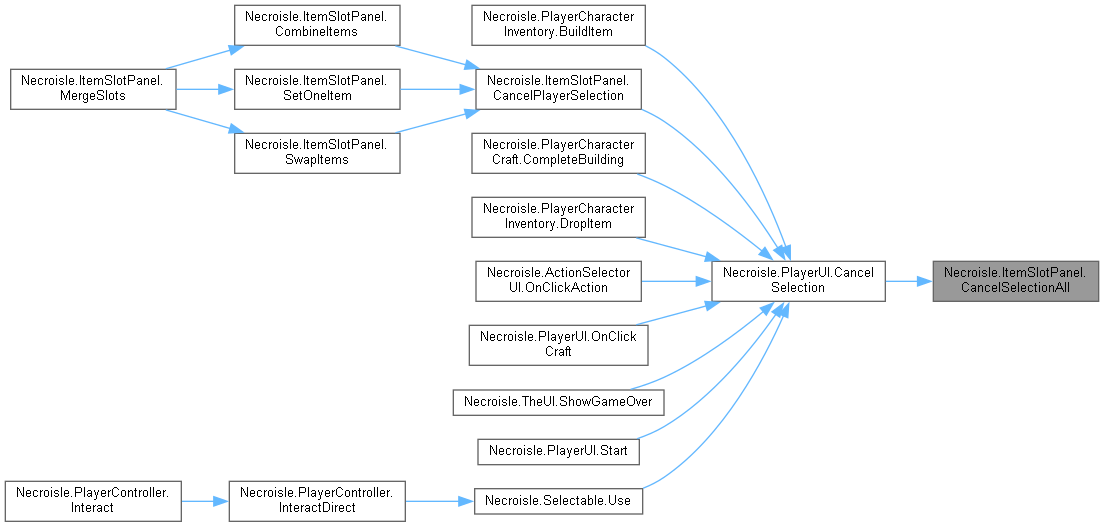 Necroisle.ItemSlotPanel.
MergeSlots
Necroisle.ItemSlotPanel.
CombineItems
Necroisle.ItemSlotPanel.
SetOneItem
Necroisle.ItemSlotPanel.
SwapItems
Necroisle.PlayerCharacter
Inventory.BuildItem
Necroisle.ItemSlotPanel.
CancelPlayerSelection
Necroisle.PlayerCharacter
Craft.CompleteBuilding
Necroisle.PlayerCharacter
Inventory.DropItem
Necroisle.ActionSelector
UI.OnClickAction
Necroisle.PlayerUI.OnClick
Craft
Necroisle.TheUI.ShowGameOver
Necroisle.PlayerUI.Start
Necroisle.PlayerController.
Interact
Necroisle.PlayerController.
InteractDirect
Necroisle.Selectable.Use
Necroisle.PlayerUI.Cancel
Selection
Necroisle.ItemSlotPanel.
CancelSelectionAll